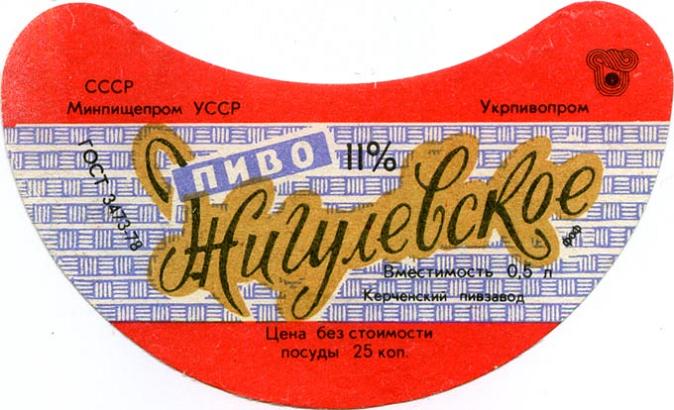 СССР
Минпищепром УССР
Укрпивопром
ГОСТ 3473-78
ПИВО 11%
Жигулевское
Вместимость 0,5 л
Керченский пивзавод
Цена без стоимости
посуды 25 коп.